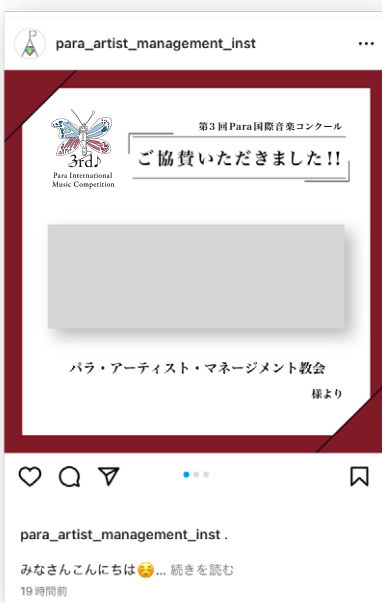 para_artist_management_inst
第3回Para国際音楽コンクール
ご協賛いただきました!!
3rd♪
Para International
Music Competition
パラ・アーティスト・マネージメント教会
様より
para_artist_management_inst .
みなさんこんにちは☺️... 続きを読む
19時間前